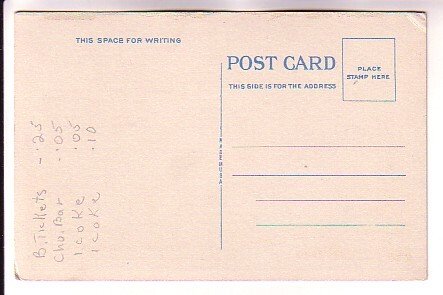 THIS SPACE FOR WRITING
POST CARD
THIS SIDE IS FOR THE ADDRESS
PLACE
STAMP HERE
B. Tickets - .25
Cho. Bar - .05
1 coke .05
1 coke .10